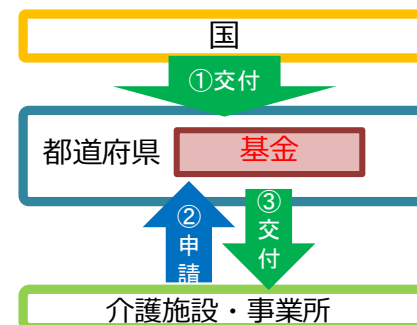 国
①交付
都道府県
基金
②申請
③交付
介護施設・事業所